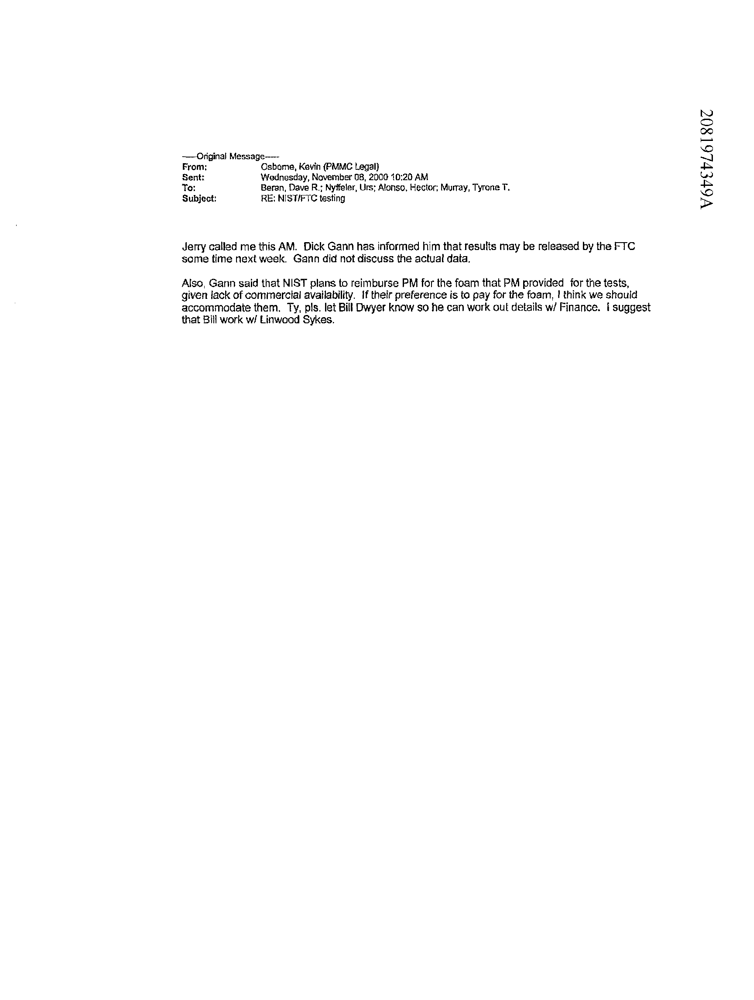 -----Original Message-----
From: Osborne, Kevin (PMMC Legal)
Sent: Wednesday, November 08, 2000 10:20 AM
To: Beran, Dave R.; Nyffeler, Urs; Alonso, Hector; Murray, Tyrone T.
Subject: RE: NIST/FTC testing
Jerry called me this AM. Dick Gann has informed him that results may be released by the FTC
some time next week. Gann did not discuss the actual data.
Also, Gann said that NIST plans to reimburse PM for the foam that PM provided for the tests,
given lack of commercial availability. If their preference is to pay for the foam, I think we should
accommodate them. Ty, pls. let Bill Dwyer know so he can work out details w/ Finance. I suggest
that Bill work w/ Linwood Sykes.
2081974349A